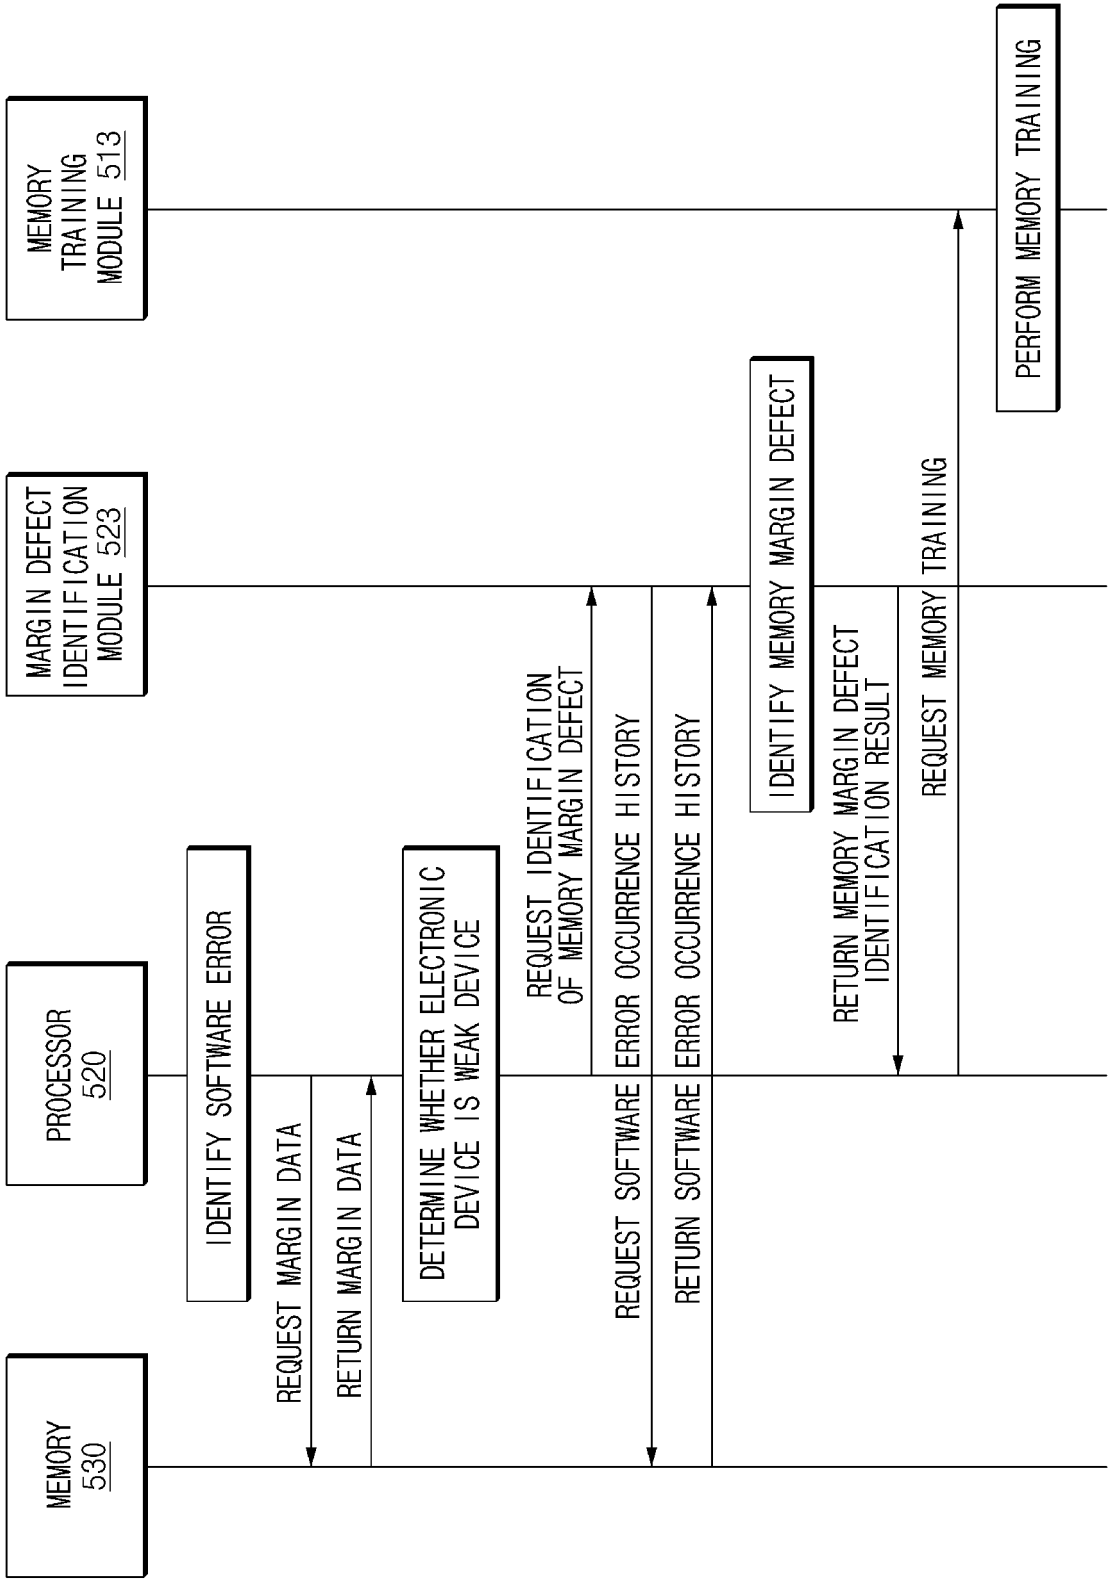 MEMORY
530
PROCESSOR
520
MARGIN DEFECT
IDENTIFICATION
MODULE 523
MEMORY
TRAINING
MODULE 513
IDENTIFY SOFTWARE ERROR
REQUEST MARGIN DATA
RETURN MARGIN DATA
DETERMINE WHETHER ELECTRONIC
DEVICE IS WEAK DEVICE
REQUEST IDENTIFICATION
OF MEMORY MARGIN DEFECT
REQUEST SOFTWARE ERROR OCCURRENCE HISTORY
RETURN SOFTWARE ERROR OCCURRENCE HISTORY
IDENTIFY MEMORY MARGIN DEFECT
RETURN MEMORY MARGIN DEFECT
IDENTIFICATION RESULT
REQUEST MEMORY TRAINING
PERFORM MEMORY TRAINING